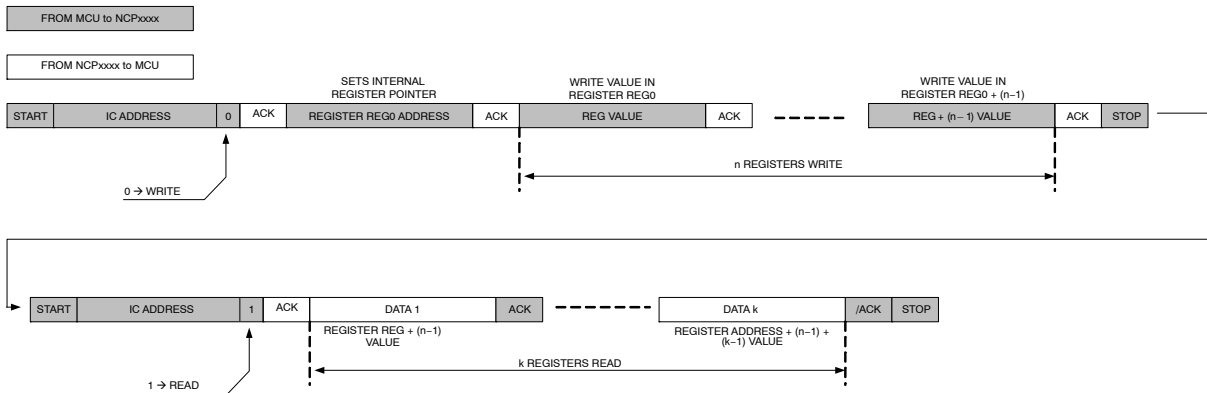 FROM MCU to NCPxxxx
FROM NCPxxxx to MCU
SETS INTERNAL
REGISTER POINTER
WRITE VALUE IN
REGISTER REG0
WRITE VALUE IN
REGISTER REG0 + (n−1)
START IC ADDRESS 0 ACK REGISTER REG0 ADDRESS ACK REG VALUE ACK REG + (n−1) VALUE ACK STOP
n REGISTERS WRITE
0 → WRITE
START IC ADDRESS 1 ACK DATA 1 ACK DATA k /ACK STOP
REGISTER REG + (n−1)
VALUE
REGISTER ADDRESS + (n−1) +
(k−1) VALUE
k REGISTERS READ
1 → READ